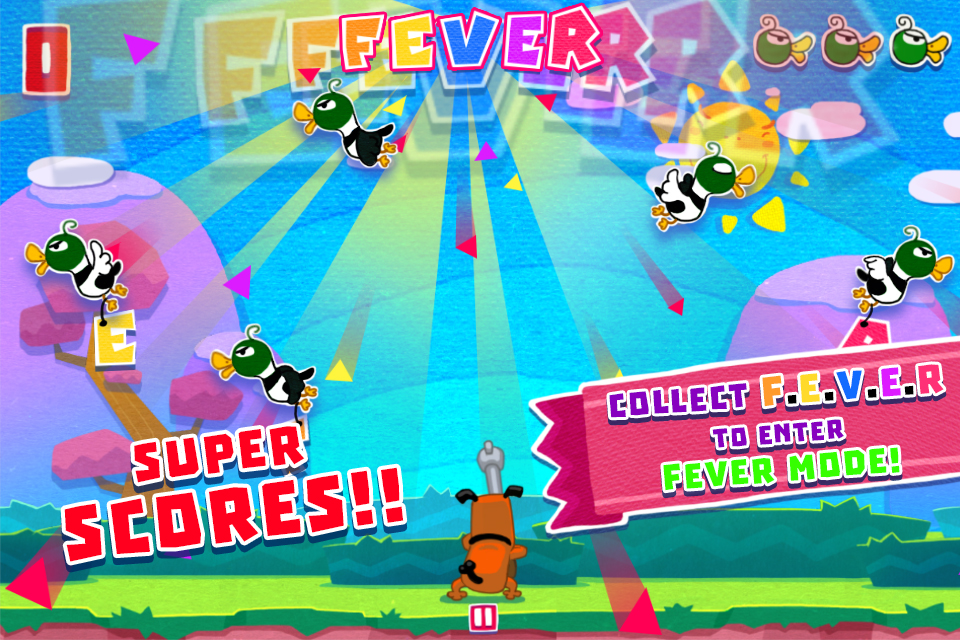 0
FEVER
E
R
SUPER
SCORES!!
COLLECT F.E.V.E.R
TO ENTER
FEVER MODE!